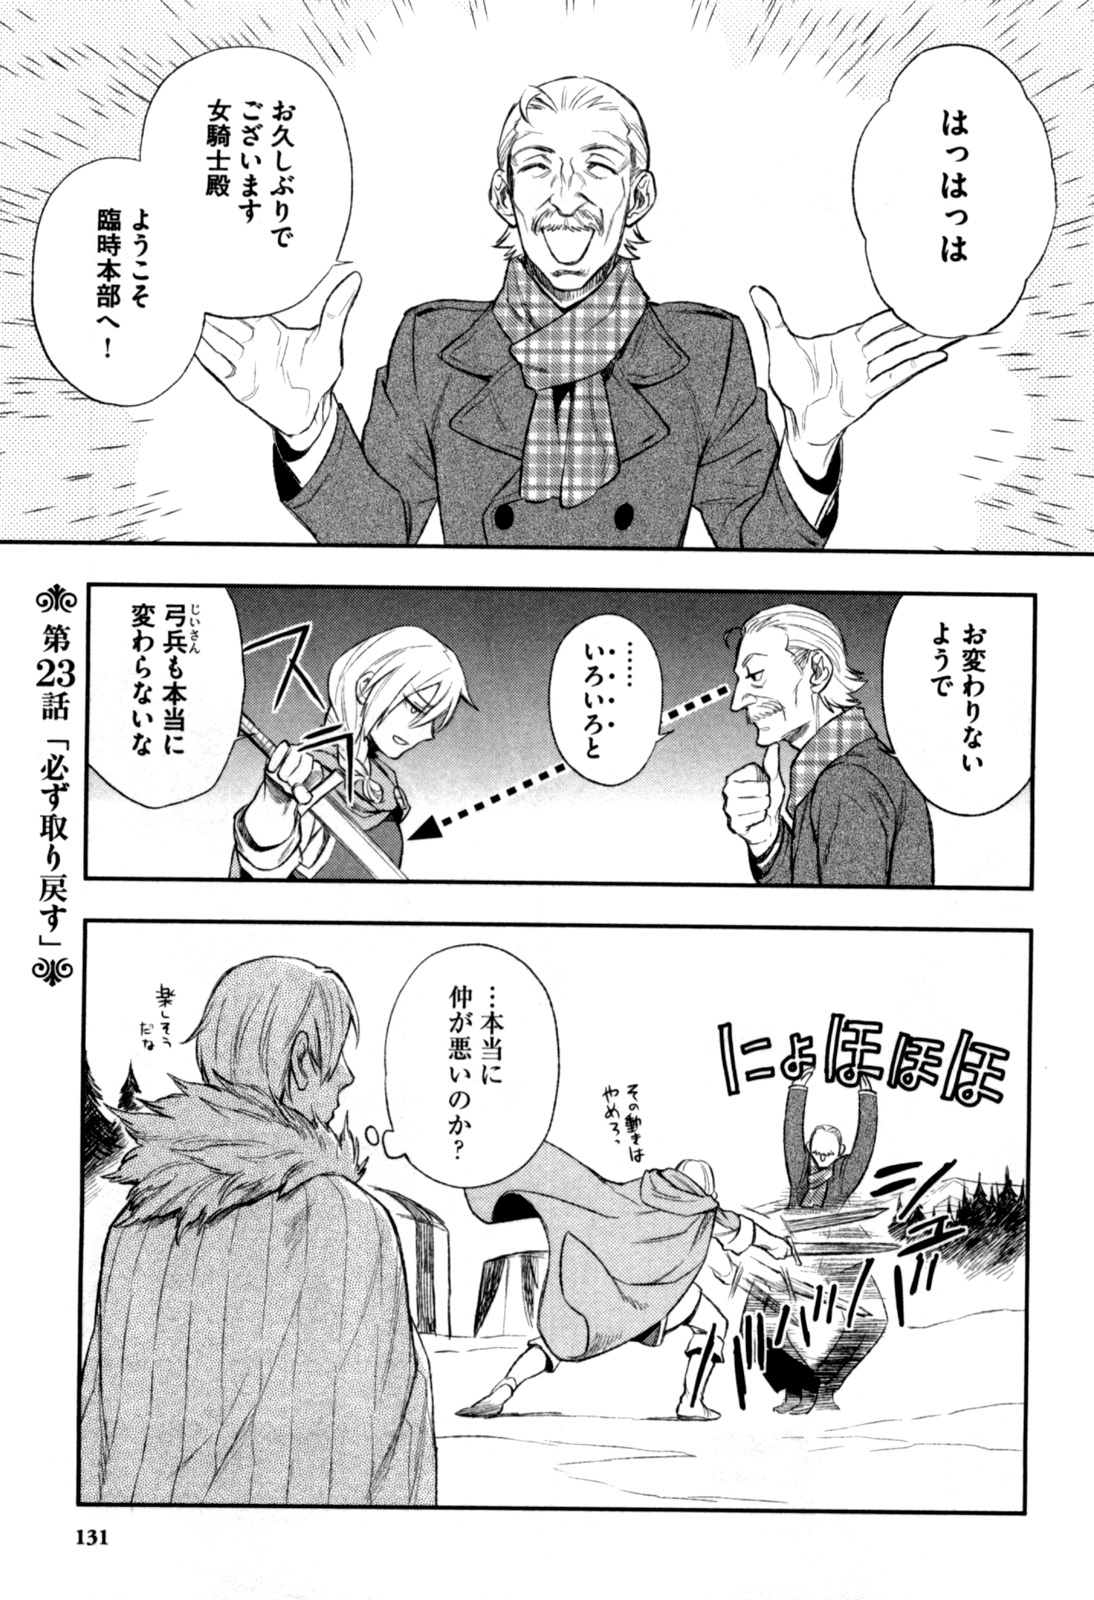 はっはっは
お久しぶりで
ございます
女騎士殿
ようこそ
臨時本部へ！
第23話「必ず取り戻す」
お変わりない
ようで
……
いろいろと
スッ
弓兵も本当に
じいさん
変わらないな
にょほほほ
その動きは
やめろっ
…本当に
仲が悪いのか？
楽しそう
だな
131